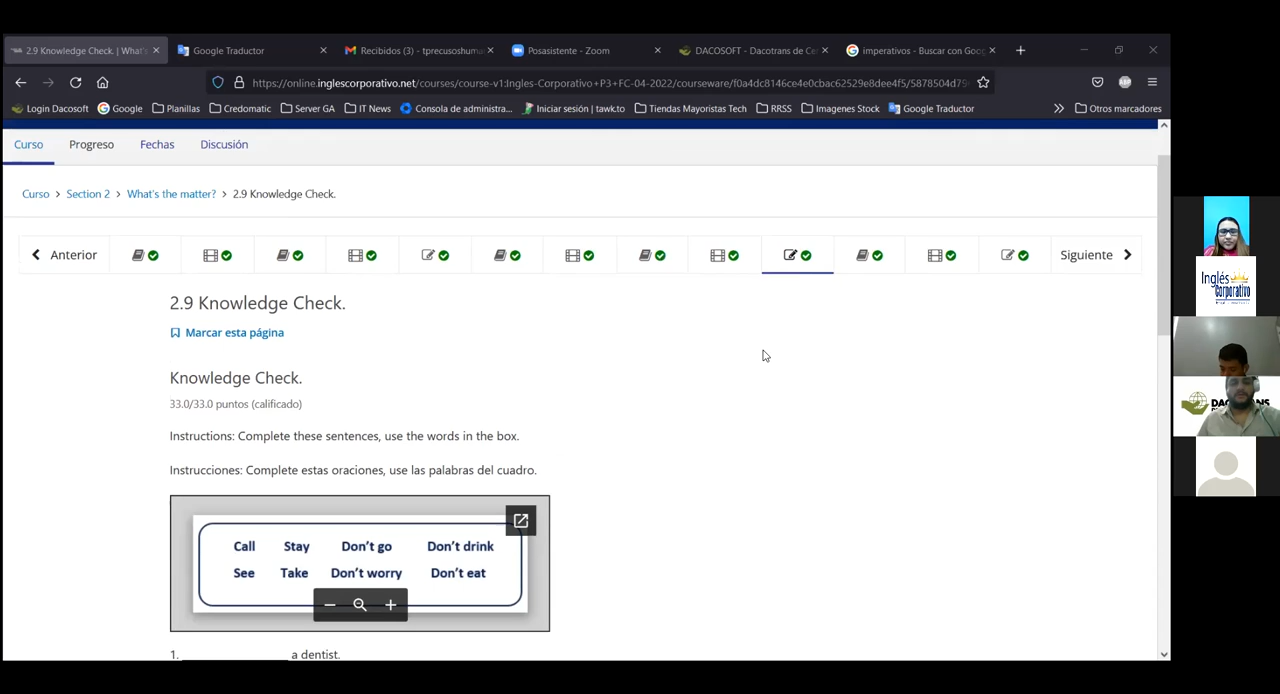 2.9 Knowledge Check. | What's
Google Traductor
Recibidos (3) - tprecusoshuma
Posasistente - Zoom
DACOSOFT - Dacotrans de Ce
imperativos - Buscar con Goog
https://online.inglescorporativo.net/courses/course-v1:Ingles-Corporativo+P3+FC-04-2022/courseware/f0a4dc8146ce4e0cbac62529e8dee4f5/5878504d79
Login Dacosoft
Google
Planillas
Credomatic
Server GA
IT News
Consola de administra...
Iniciar sesión | tawk.to
Tiendas Mayoristas Tech
RRSS
Imagenes Stock
Google Traductor
Otros marcadores
Curso
Progreso
Fechas
Discusión
Curso > Section 2 > What's the matter? > 2.9 Knowledge Check.
Anterior
Siguiente
2.9 Knowledge Check.
Marcar esta página
Knowledge Check.
33.0/33.0 puntos (calificado)
Instructions: Complete these sentences, use the words in the box.
Instrucciones: Complete estas oraciones, use las palabras del cuadro.
Call Stay Don't go Don't drink
See Take Don't worry Don't eat
1. ______________ a dentist.
Inglés
Corporativo